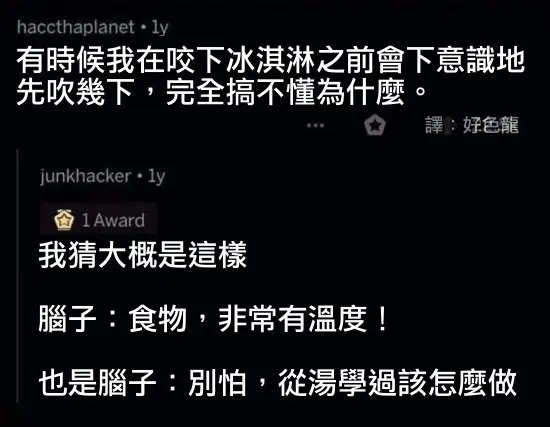 haccthaplanet • 1y
有時候我在咬下冰淇淋之前會下意識地
先吹幾下，完全搞不懂為什麼。
譯：好色龍
junkhacker • 1y
1 Award
我猜大概是這樣
腦子：食物，非常有溫度！
也是腦子：別怕，從湯學過該怎麼做